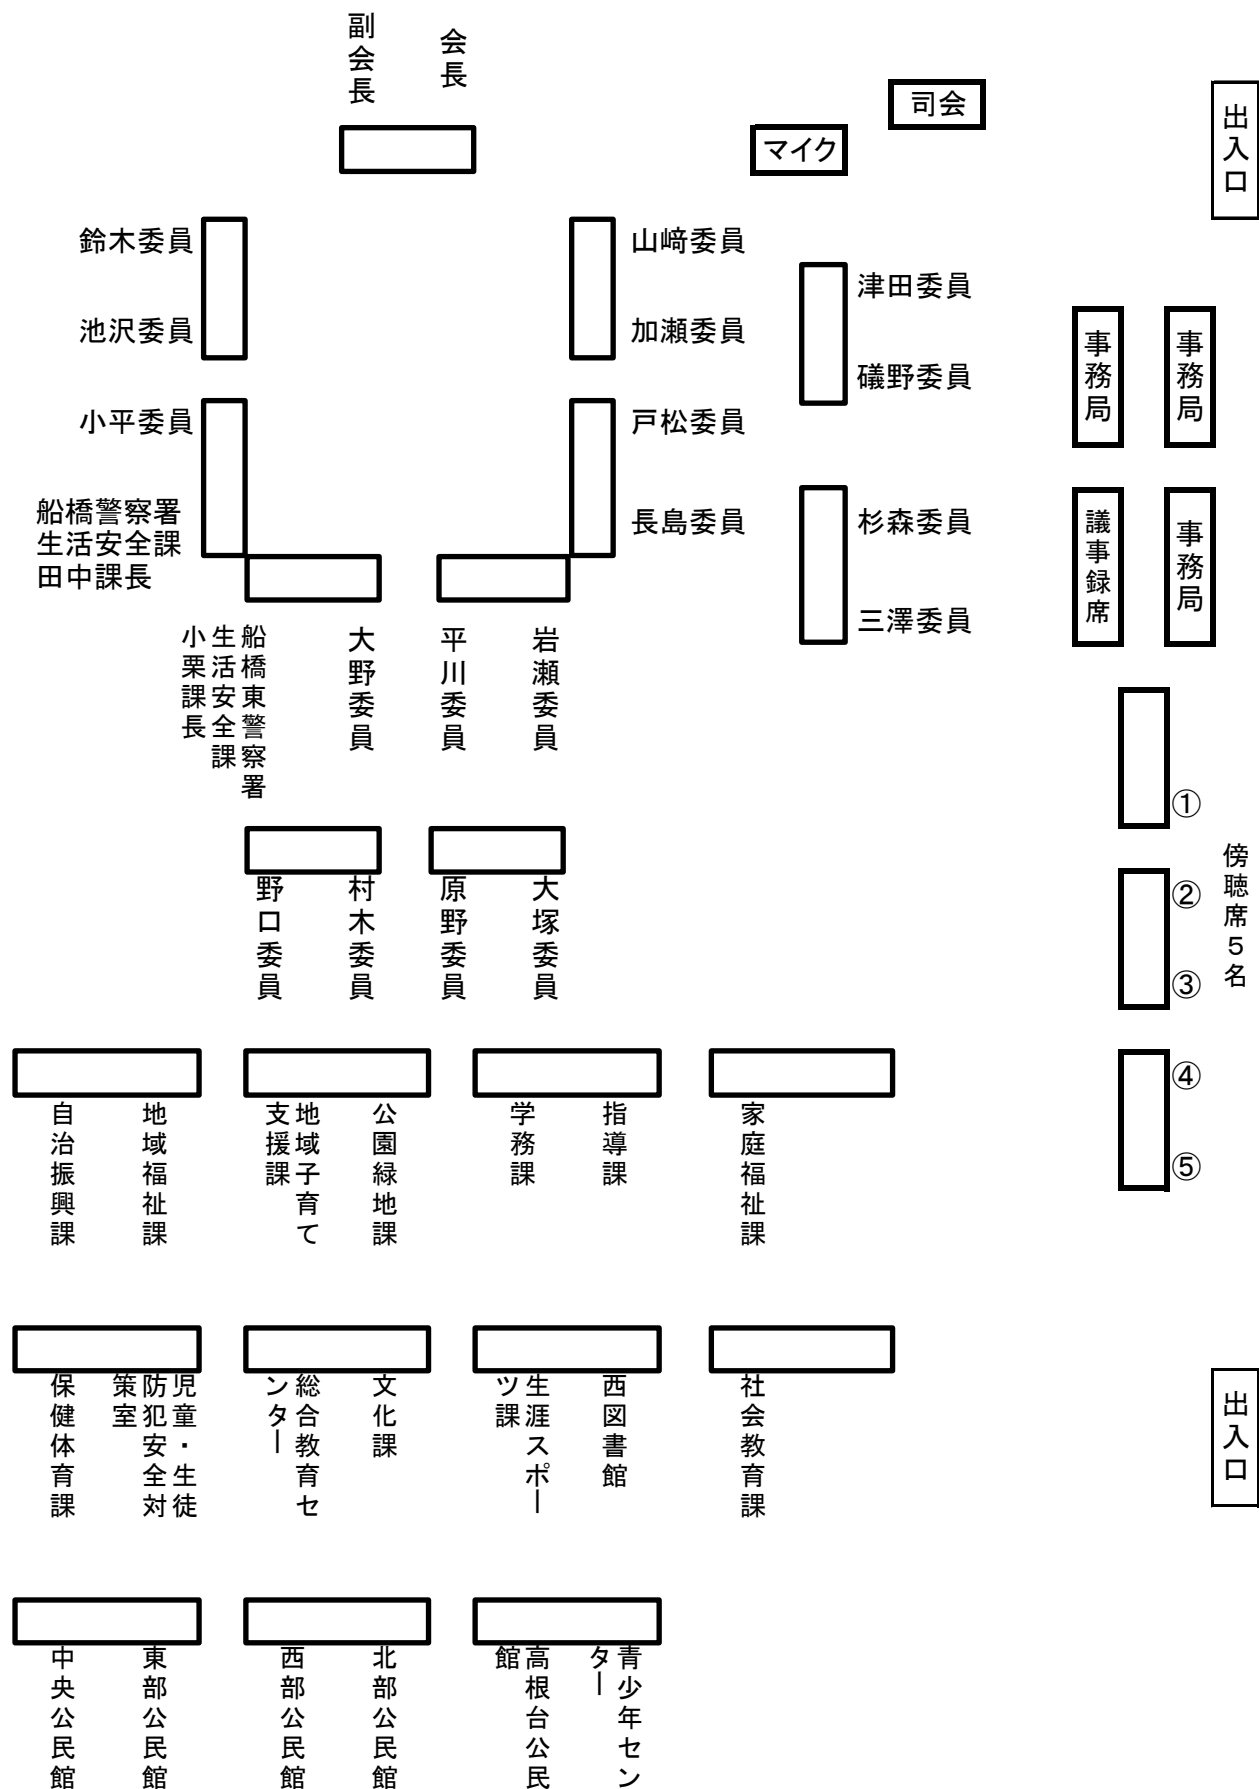 副会長
会長
司会
マイク
出入口
鈴木委員
池沢委員
小平委員
船橋警察署
生活安全課
田中課長
山﨑委員
加瀬委員
戸松委員
長島委員
津田委員
礒野委員
杉森委員
三澤委員
事務局
事務局
議事録席
事務局
船橋東警察署
生活安全課
小栗課長
大野委員
平川委員
岩瀬委員
野口委員
村木委員
原野委員
大塚委員
①
②
③
④
⑤
傍聴席5名
自治振興課
地域福祉課
地域子育て
支援課
公園緑地課
学務課
指導課
家庭福祉課
保健体育課
児童・生徒
防犯安全対
策室
総合教育セ
ンター
文化課
生涯スポー
ツ課
西図書館
社会教育課
出入口
中央公民館
東部公民館
西部公民館
北部公民館
高根台公民
館
青少年セン
ター